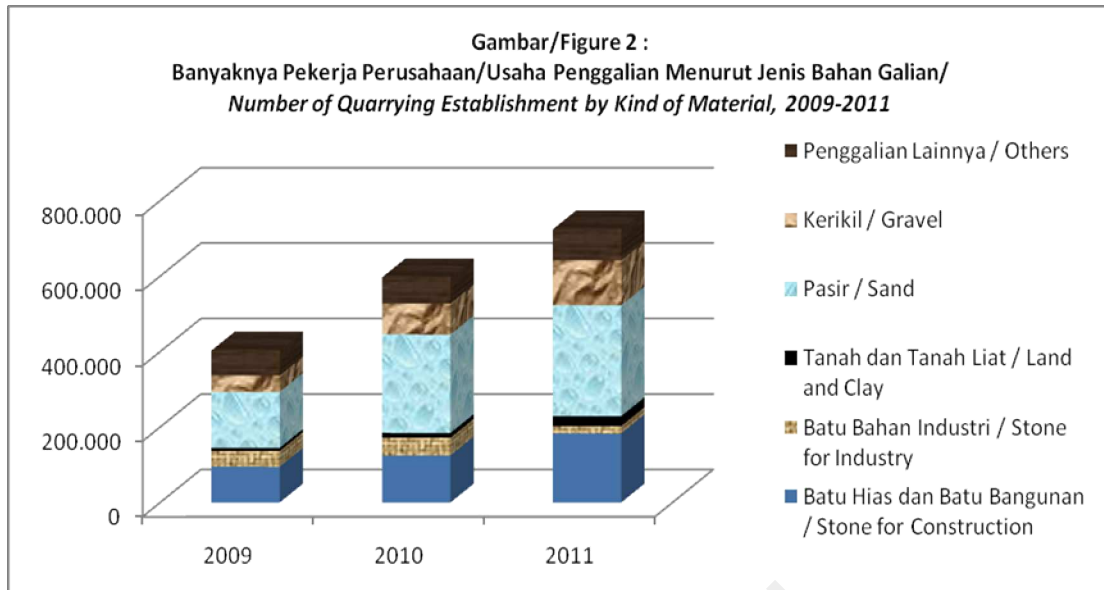 Gambar/Figure 2 :
Banyaknya Pekerja Perusahaan/Usaha Penggalian Menurut Jenis Bahan Galian/
Number of Quarrying Establishment by Kind of Material, 2009-2011
800.000
600.000
400.000
200.000
0
2009
2010
2011
Penggalian Lainnya / Others
Kerikil / Gravel
Pasir / Sand
Tanah dan Tanah Liat / Land
and Clay
Batu Bahan Industri / Stone
for Industry
Batu Hias dan Batu Bangunan
/ Stone for Construction